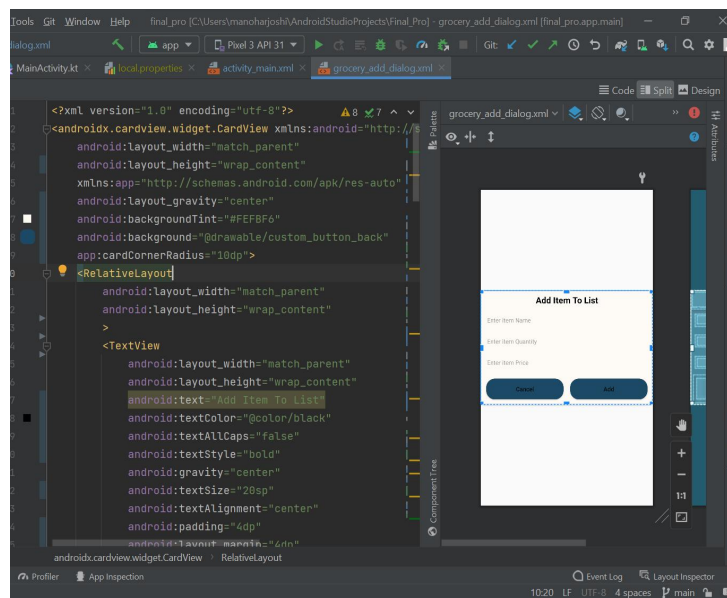 Tools Git Window Help final_pro [C:\Users\manoharjoshi\AndroidStudioProjects\Final_Pro] - grocery_add_dialog.xml [final_pro.app.main]
dialog.xml app Pixel 3 API 31 Git:
MainActivity.kt local.properties activity_main.xml grocery_add_dialog.xml
Code Split Design
<?xml version="1.0" encoding="utf-8"?> 8 7
<androidx.cardview.widget.CardView xmlns:android="http://s
android:layout_width="match_parent"
android:layout_height="wrap_content"
xmlns:app="http://schemas.android.com/apk/res-auto"
android:layout_gravity="center"
android:backgroundTint="#FEFBF6"
android:background="@drawable/custom_button_back"
app:cardCornerRadius="10dp">
<RelativeLayout
android:layout_width="match_parent"
android:layout_height="wrap_content"
>
<TextView
android:layout_width="match_parent"
android:layout_height="wrap_content"
android:text="Add Item To List"
android:textColor="@color/black"
android:textAllCaps="false"
android:textStyle="bold"
android:gravity="center"
android:textSize="20sp"
android:textAlignment="center"
android:padding="4dp"
android:layout_margin="4dp"
androidx.cardview.widget.CardView > RelativeLayout
Palette
Component Tree
grocery_add_dialog.xml
Attributes
Add Item To List
Enter Item Name
Enter Item Quantity
Enter Item Price
Cancel Add
1:1
Profiler App Inspection Event Log Layout Inspector
10:20 LF UTF-8 4 spaces main